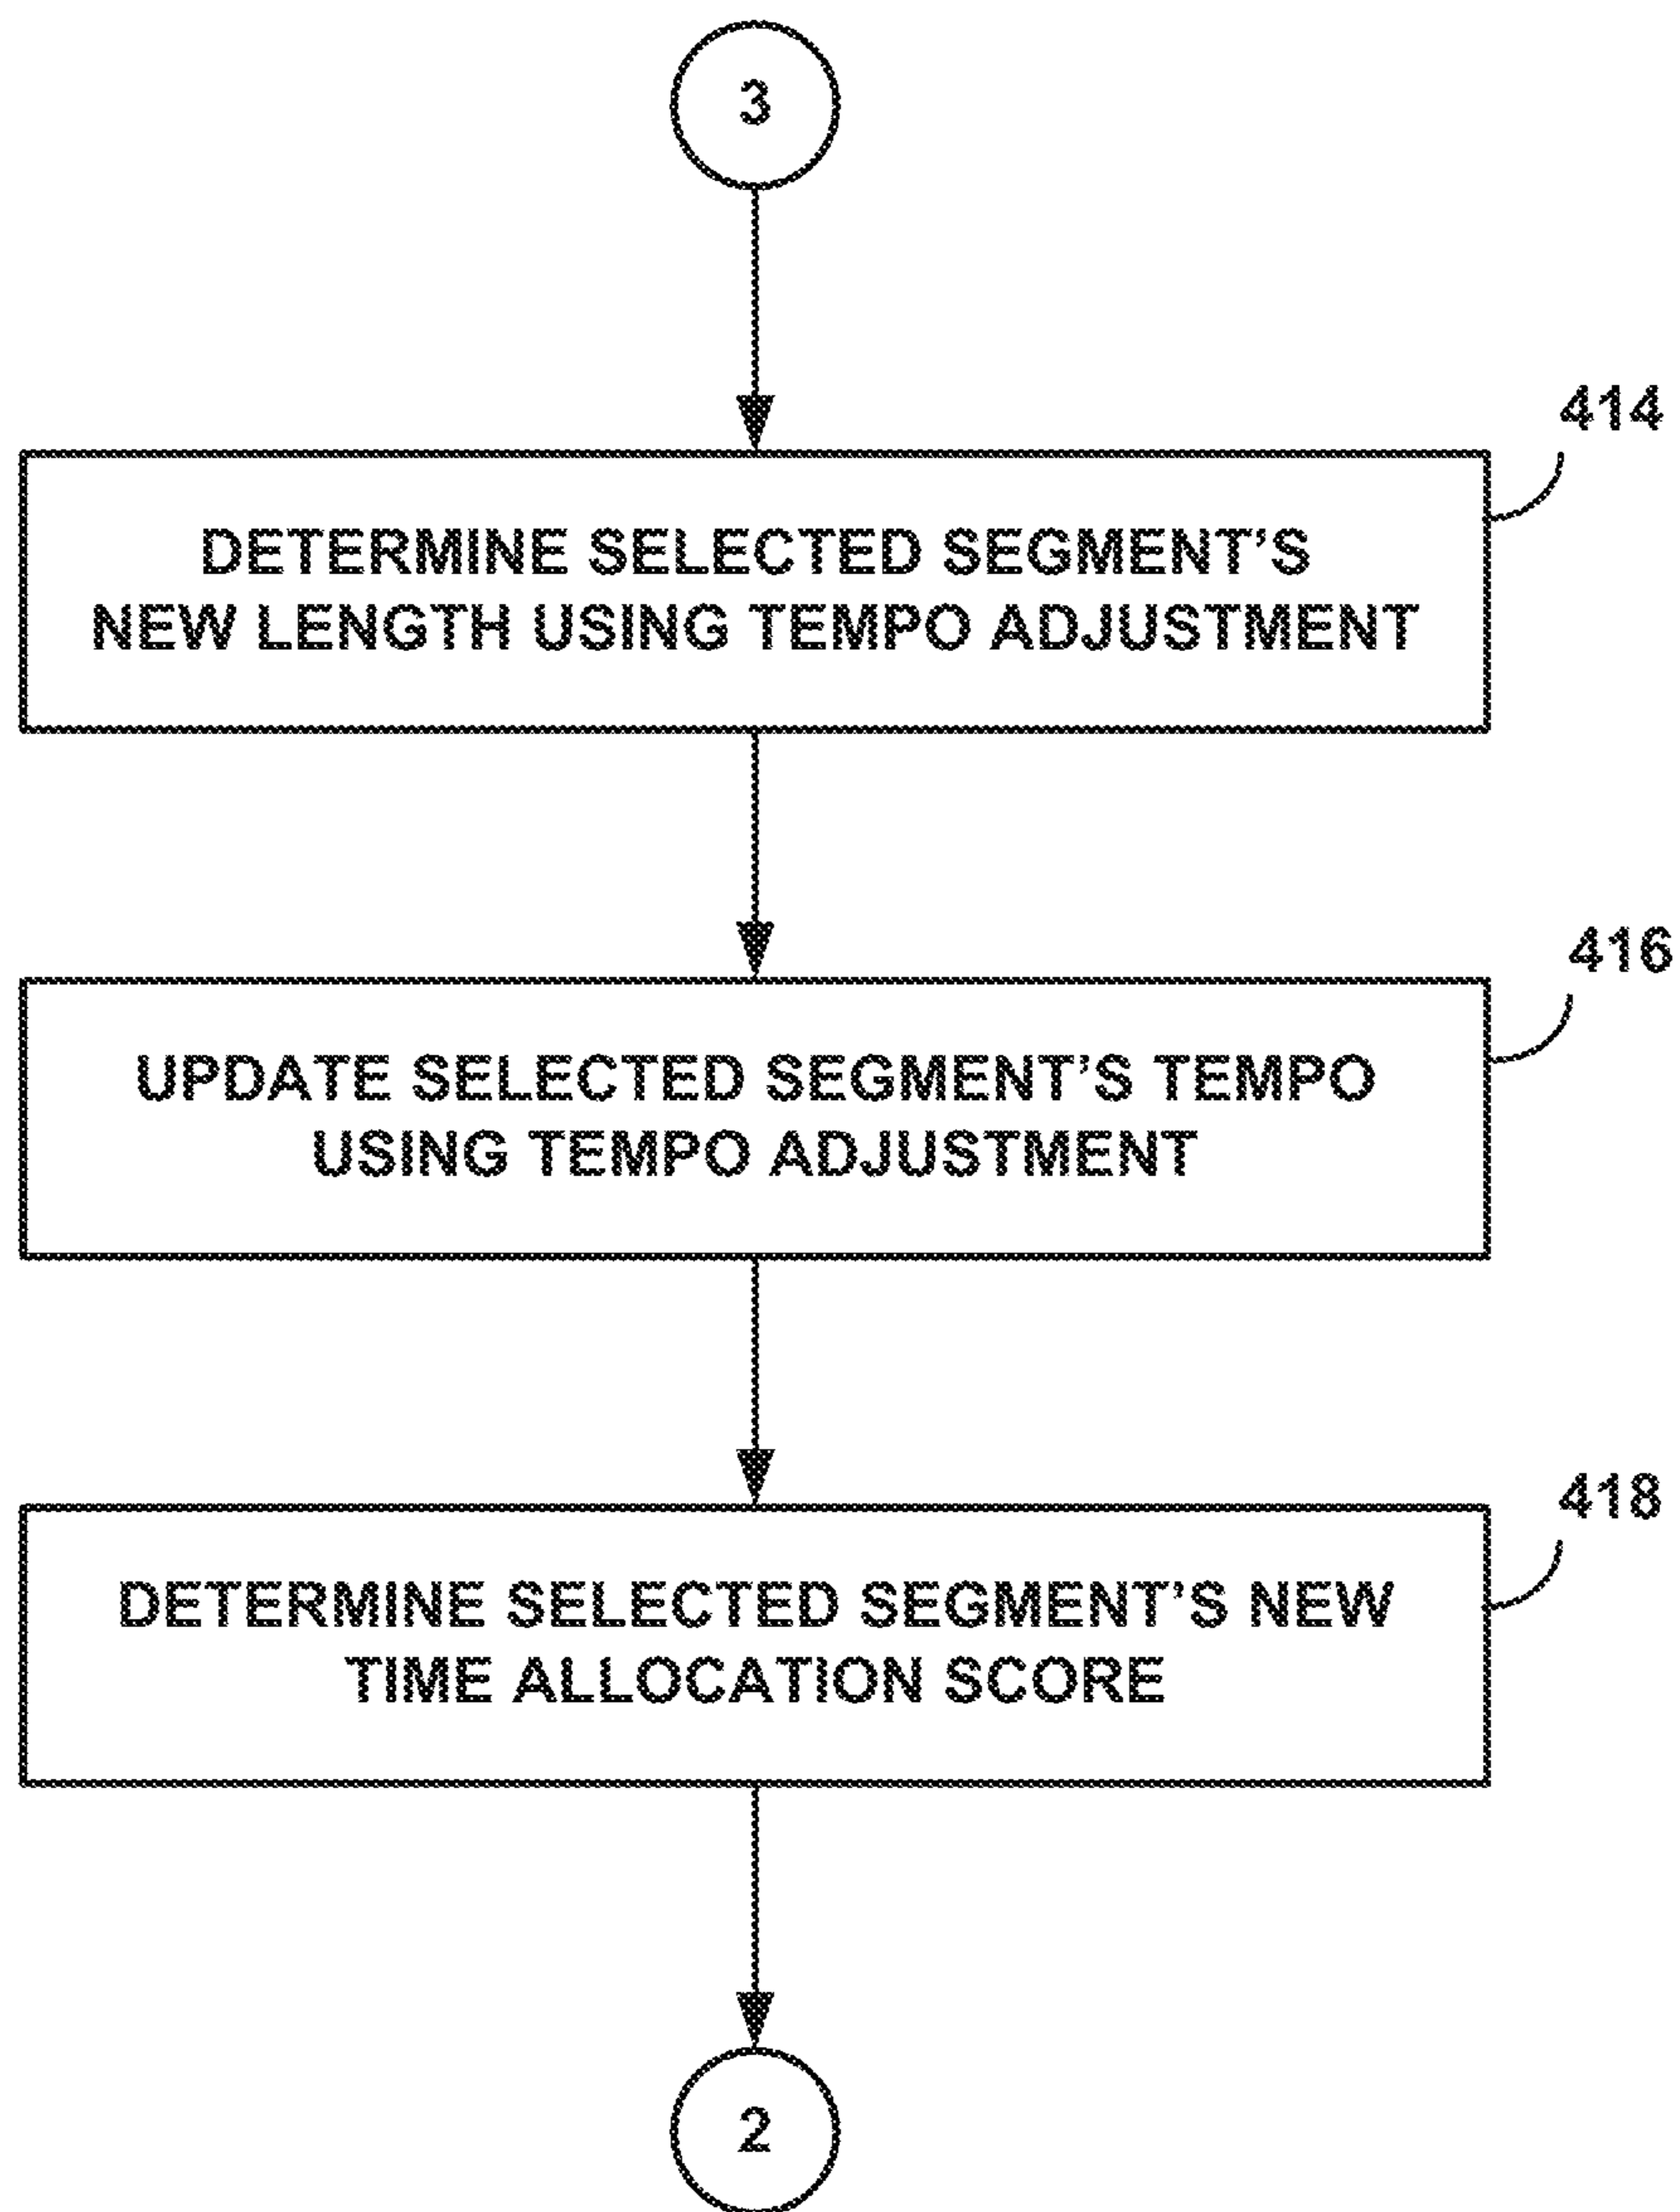 3
414
DETERMINE SELECTED SEGMENT’S
NEW LENGTH USING TEMPO ADJUSTMENT
416
UPDATE SELECTED SEGMENT’S TEMPO
USING TEMPO ADJUSTMENT
418
DETERMINE SELECTED SEGMENT’S NEW
TIME ALLOCATION SCORE
2